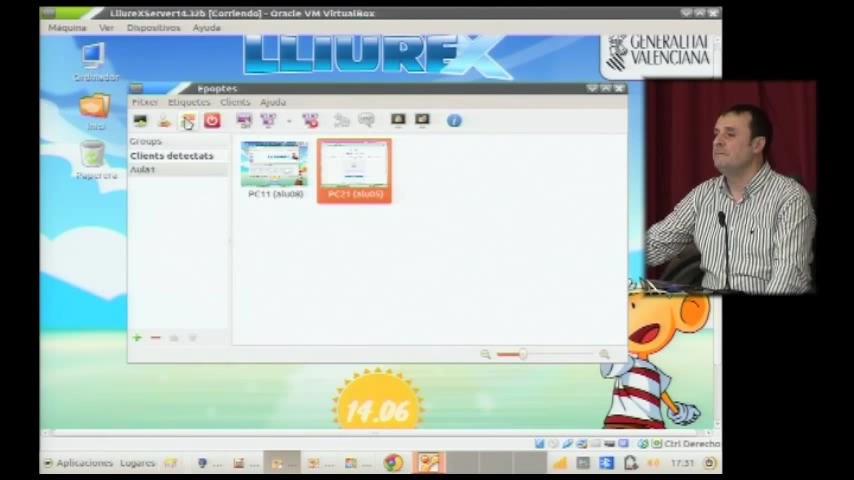 LliureXServer14.32b [Corriendo] - Oracle VM VirtualBox
Máquina Ver Dispositivos Ayuda
LLIUREX
GENERALITAT
VALENCIANA
Ordinador
Inici
Paperera
Epoptes
Fitxer Etiquetes Clients Ajuda
Groups
Clients detectats
Aula1
PC11 (alu08)
PC21 (alu05)
14.06
Ctrl Derecho
Aplicaciones Lugares
17:31